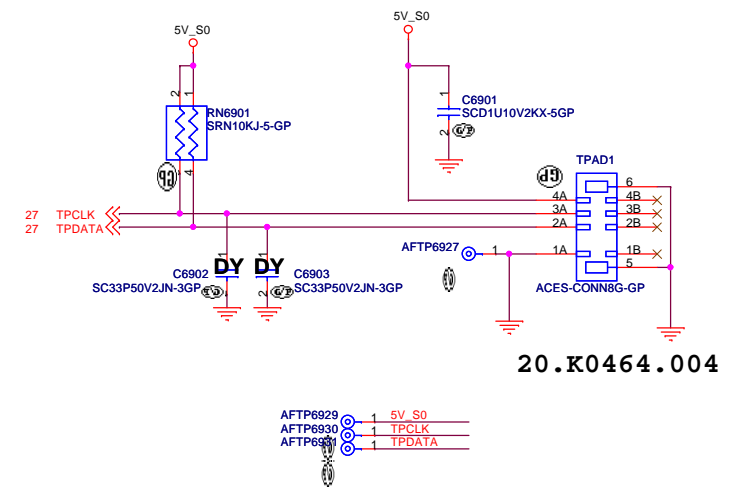 5V_S0
5V_S0
2
1
RN6901
SRN10KJ-5-GP
4
1
C6901
SCD1U10V2KX-5GP
2
TPAD1
6
4A
4B
3A
3B
2A
2B
1A
1B
5
ACES-CONN8G-GP
20.K0464.004
27 TPCLK
27 TPDATA
AFTP6927
1
DY
DY
C6902
SC33P50V2JN-3GP
C6903
SC33P50V2JN-3GP
2
AFTP6929 1 5V_S0
AFTP6930 1 TPCLK
AFTP6931 1 TPDATA